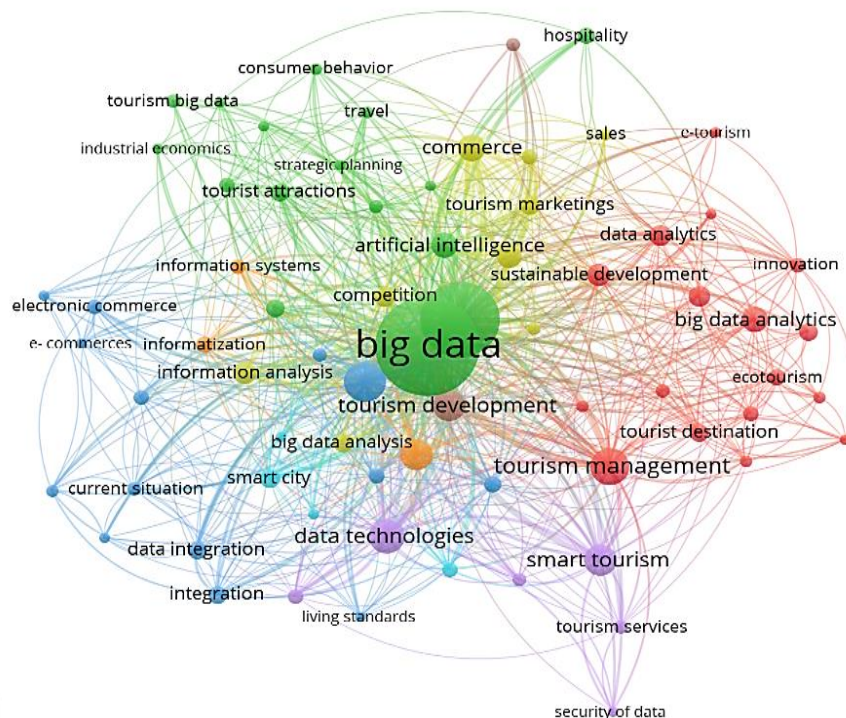 hospitality
consumer behavior
tourism big data
travel
industrial economics
strategic planning
commerce
sales
e-tourism
tourist attractions
tourism marketings
artificial intelligence
data analytics
information systems
sustainable development
innovation
competition
electronic commerce
big data
big data analytics
e- commerces
informatization
information analysis
ecotourism
tourism development
big data analysis
tourist destination
tourism management
smart city
current situation
data technologies
data integration
smart tourism
integration
living standards
tourism services
security of data